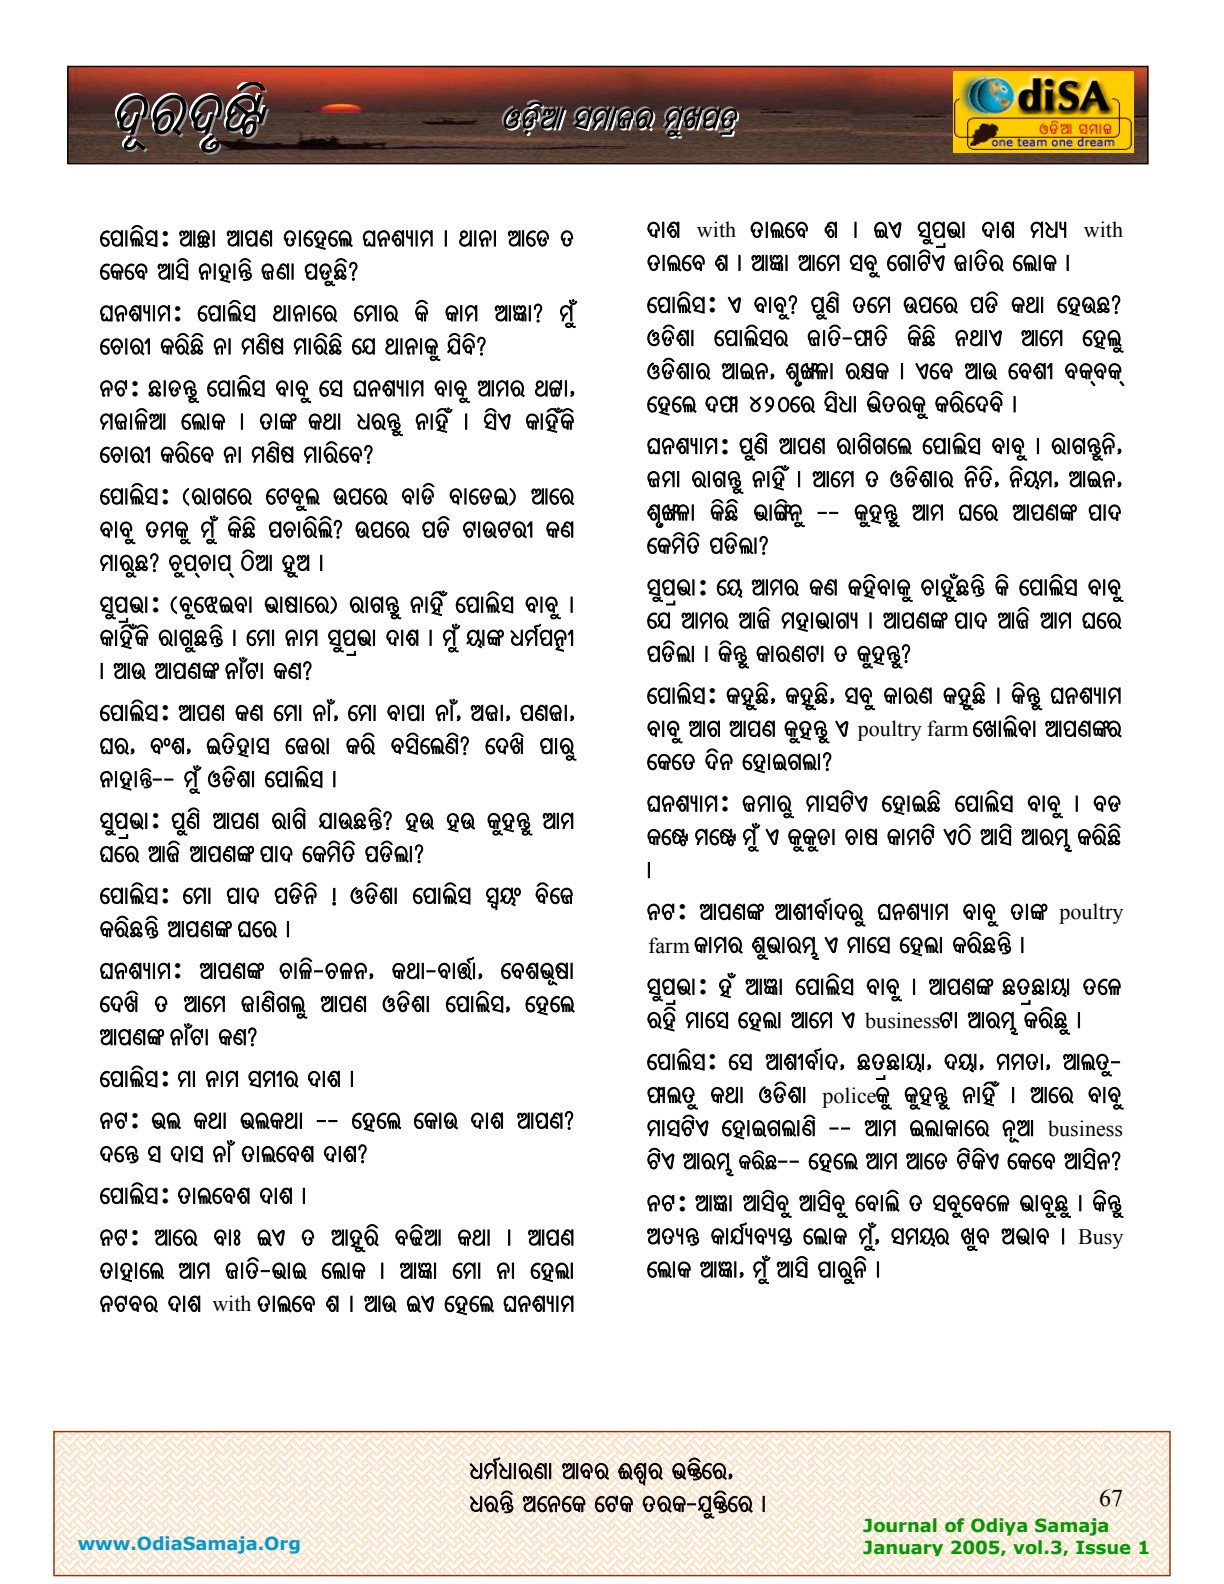 ଦୂରଦୃଷ୍ଟି
ଓଡ଼ିଆ ସମାଜର ମୁଖପତ୍ର
odiSA
ଓଡିଆ ସମାଜ
one team one dream
ପୋଲିସ: ଆଚ୍ଛା ଆପଣ ତାହେଲେ ଘନଶ୍ୟାମ । ଥାନା ଆଡେ ତ
କେବେ ଆସି ନାହାନ୍ତି ଜଣା ପଡୁଛି?
ଘନଶ୍ୟାମ: ପୋଲିସ ଥାନାରେ ମୋର କି କାମ ଆଜ୍ଞା? ମୁଁ
ଚୋରୀ କରିଛି ନା ମଣିଷ ମାରିଛି ଯେ ଥାନାକୁ ଯିବି?
ନଟ: ଛାଡନ୍ତୁ ପୋଲିସ ବାବୁ ସେ ଘନଶ୍ୟାମ ବାବୁ ଆମର ଥଟ୍ଟା,
ମଜାଳିଆ ଲୋକ । ତାଙ୍କ କଥା ଧରନ୍ତୁ ନାହିଁ । ସିଏ କାହିଁକି
ଚୋରୀ କରିବେ ନା ମଣିଷ ମାରିବେ?
ପୋଲିସ: (ରାଗରେ ଟେବୁଲ ଉପରେ ବାଡି ବାଡେଇ) ଆରେ
ବାବୁ ତମକୁ ମୁଁ କିଛି ପଚାରିଲି? ଉପରେ ପଡି ଟାଉଟରୀ କଣ
ମାରୁଛ? ଚୁପ୍‌ଚାପ୍ ଠିଆ ହୁଅ ।
ସୁପ୍ରଭା: (ବୁଝେଇବା ଭାଷାରେ) ରାଗନ୍ତୁ ନାହିଁ ପୋଲିସ ବାବୁ ।
କାହିଁକି ରାଗୁଛନ୍ତି । ମୋ ନାମ ସୁପ୍ରଭା ଦାଶ । ମୁଁ ୟାଙ୍କ ଧର୍ମପତ୍ନୀ
। ଆଉ ଆପଣଙ୍କ ନାଁଟା କଣ?
ପୋଲିସ: ଆପଣ କଣ ମୋ ନାଁ, ମୋ ବାପା ନାଁ, ଅଜା, ପଣଜା,
ଘର, ବଂଶ, ଇତିହାସ ଜେରା କରି ବସିଲେଣି? ଦେଖି ପାରୁ
ନାହାନ୍ତି-- ମୁଁ ଓଡିଶା ପୋଲିସ ।
ସୁପ୍ରଭା: ପୁଣି ଆପଣ ରାଗି ଯାଉଛନ୍ତି? ହଉ ହଉ କୁହନ୍ତୁ ଆମ
ଘରେ ଆଜି ଆପଣଙ୍କ ପାଦ କେମିତି ପଡିଲା?
ପୋଲିସ: ମୋ ପାଦ ପଡିନି ! ଓଡିଶା ପୋଲିସ ସ୍ୱୟଂ ବିଜେ
କରିଛନ୍ତି ଆପଣଙ୍କ ଘରେ ।
ଘନଶ୍ୟାମ: ଆପଣଙ୍କ ଚାଳି-ଚଳନ, କଥା-ବାର୍ତ୍ତା, ବେଶଭୂଷା
ଦେଖି ତ ଆମେ ଜାଣିଗଲୁ ଆପଣ ଓଡିଶା ପୋଲିସ, ହେଲେ
ଆପଣଙ୍କ ନାଁଟା କଣ?
ପୋଲିସ: ମା ନାମ ସମୀର ଦାଶ ।
ନଟ: ଭଲ କଥା ଭଲକଥା -- ହେଲେ କୋଉ ଦାଶ ଆପଣ?
ଦନ୍ତେ ସ ଦାସ ନାଁ ତାଲବେଶ ଦାଶ?
ପୋଲିସ: ତାଲବେଶ ଦାଶ ।
ନଟ: ଆରେ ବାଃ ଇଏ ତ ଆହୁରି ବଢିଆ କଥା । ଆପଣ
ତାହାଲେ ଆମ ଜାତି-ଭାଇ ଲୋକ । ଆଜ୍ଞା ମୋ ନା ହେଲା
ନଟବର ଦାଶ with ତାଲବେ ଶ । ଆଉ ଇଏ ହେଲେ ଘନଶ୍ୟାମ
ଦାଶ with ତାଲବେ ଶ । ଇଏ ସୁପ୍ରଭା ଦାଶ ମଧ୍ୟ with
ତାଲବେ ଶ । ଆଜ୍ଞା ଆମେ ସବୁ ଗୋଟିଏ ଜାତିର ଲୋକ ।
ପୋଲିସ: ଏ ବାବୁ? ପୁଣି ତମେ ଉପରେ ପଡି କଥା ହେଉଛ?
ଓଡିଶା ପୋଲିସର ଜାତି-ଫାତି କିଛି ନଥାଏ ଆମେ ହେଲୁ
ଓଡିଶାର ଆଇନ, ଶୃଙ୍ଖଳା ରକ୍ଷକ । ଏବେ ଆଉ ବେଶୀ ବକ୍‌ବକ୍
ହେଲେ ଦଫା ୪୨୦ରେ ସିଧା ଭିତରକୁ କରିଦେବି ।
ଘନଶ୍ୟାମ: ପୁଣି ଆପଣ ରାଗିଗଲେ ପୋଲିସ ବାବୁ । ରାଗନ୍ତୁନି,
ଜମା ରାଗନ୍ତୁ ନାହିଁ । ଆମେ ତ ଓଡିଶାର ନିତି, ନିୟମ, ଆଇନ,
ଶୃଙ୍ଖଳା କିଛି ଭାଙ୍ଗିନୁ -- କୁହନ୍ତୁ ଆମ ଘରେ ଆପଣଙ୍କ ପାଦ
କେମିତି ପଡିଲା?
ସୁପ୍ରଭା: ୟେ ଆମର କଣ କହିବାକୁ ଚାହୁଁଛନ୍ତି କି ପୋଲିସ ବାବୁ
ଯେ ଆମର ଆଜି ମହାଭାଗ୍ୟ । ଆପଣଙ୍କ ପାଦ ଆଜି ଆମ ଘରେ
ପଡିଲା । କିନ୍ତୁ କାରଣଟା ତ କୁହନ୍ତୁ?
ପୋଲିସ: କହୁଛି, କହୁଛି, ସବୁ କାରଣ କହୁଛି । କିନ୍ତୁ ଘନଶ୍ୟାମ
ବାବୁ ଆଗ ଆପଣ କୁହନ୍ତୁ ଏ poultry farm ଖୋଲିବା ଆପଣଙ୍କର
କେତେ ଦିନ ହୋଇଗଲା?
ଘନଶ୍ୟାମ: ଜମାରୁ ମାସଟିଏ ହୋଇଛି ପୋଲିସ ବାବୁ । ବଡ
କଷ୍ଟେ ମଷ୍ଟେ ମୁଁ ଏ କୁକୁଡା ଚାଷ କାମଟି ଏଠି ଆସି ଆରମ୍ଭ କରିଛି
।
ନଟ: ଆପଣଙ୍କ ଆଶୀର୍ବାଦରୁ ଘନଶ୍ୟାମ ବାବୁ ତାଙ୍କ poultry
farm କାମର ଶୁଭାରମ୍ଭ ଏ ମାସେ ହେଲା କରିଛନ୍ତି ।
ସୁପ୍ରଭା: ହଁ ଆଜ୍ଞା ପୋଲିସ ବାବୁ । ଆପଣଙ୍କ ଛତ୍ରଛାୟା ତଳେ
ରହି ମାସେ ହେଲା ଆମେ ଏ businessଟା ଆରମ୍ଭ କରିଛୁ ।
ପୋଲିସ: ସେ ଆଶୀର୍ବାଦ, ଛତ୍ରଛାୟା, ଦୟା, ମମତା, ଆଲତୁ-
ଫାଲତୁ କଥା ଓଡିଶା policeକୁ କୁହନ୍ତୁ ନାହିଁ । ଆରେ ବାବୁ
ମାସଟିଏ ହୋଇଗଲାଣି -- ଆମ ଇଲାକାରେ ନୂଆ business
ଟିଏ ଆରମ୍ଭ କରିଛ-- ହେଲେ ଆମ ଆଡେ ଟିକିଏ କେବେ ଆସିନ?
ନଟ: ଆଜ୍ଞା ଆସିବୁ ଆସିବୁ ବୋଲି ତ ସବୁବେଳେ ଭାବୁଛୁ । କିନ୍ତୁ
ଅତ୍ୟନ୍ତ କାର୍ଯ୍ୟବ୍ୟସ୍ତ ଲୋକ ମୁଁ, ସମୟର ଖୁବ ଅଭାବ । Busy
ଲୋକ ଆଜ୍ଞା, ମୁଁ ଆସି ପାରୁନି ।
ଧର୍ମଧାରଣା ଆବର ଈଶ୍ୱର ଭକ୍ତିରେ,
ଧରନ୍ତି ଅନେକେ ଟେକ ତରକ-ଯୁକ୍ତିରେ ।
67
www.OdiaSamaja.Org
Journal of Odiya Samaja
January 2005, vol.3, Issue 1